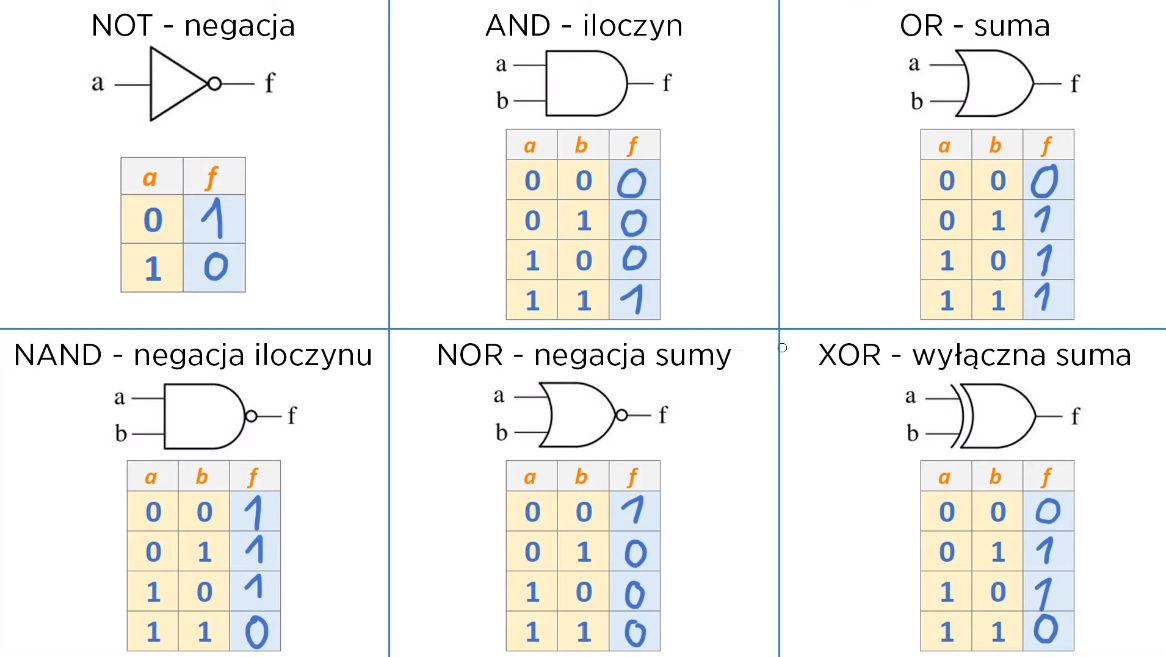 NOT - negacja
a f
a f
0 1
1 0
AND - iloczyn
a
b
f
a b f
0 0 0
0 1 0
1 0 0
1 1 1
OR - suma
a
b
f
a b f
0 0 0
0 1 1
1 0 1
1 1 1
NAND - negacja iloczynu
a
b
f
a b f
0 0 1
0 1 1
1 0 1
1 1 0
NOR - negacja sumy
a
b
f
a b f
0 0 1
0 1 0
1 0 0
1 1 0
XOR - wyłączna suma
a
b
f
a b f
0 0 0
0 1 1
1 0 1
1 1 0